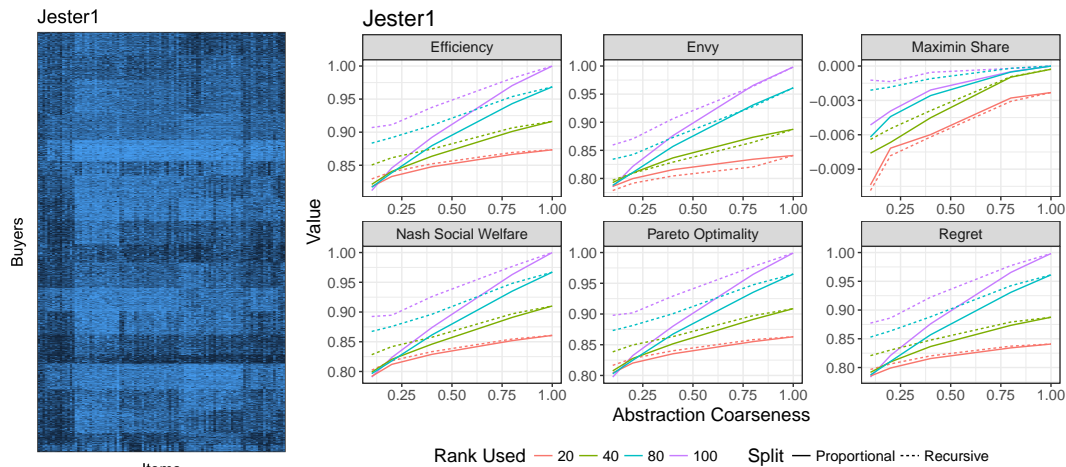 Jester1
Buyers
Items
Jester1
Value
Efficiency
Envy
Maximin Share
1.00
0.95
0.90
0.85
1.00
0.95
0.90
0.85
0.80
0.000
−0.003
−0.006
−0.009
0.25 0.50 0.75 1.00
0.25 0.50 0.75 1.00
0.25 0.50 0.75 1.00
Nash Social Welfare
Pareto Optimality
Regret
1.00
0.95
0.90
0.85
0.80
1.00
0.95
0.90
0.85
0.80
1.00
0.95
0.90
0.85
0.80
0.25 0.50 0.75 1.00
0.25 0.50 0.75 1.00
0.25 0.50 0.75 1.00
Abstraction Coarseness
Rank Used 20 40 80 100 Split Proportional Recursive